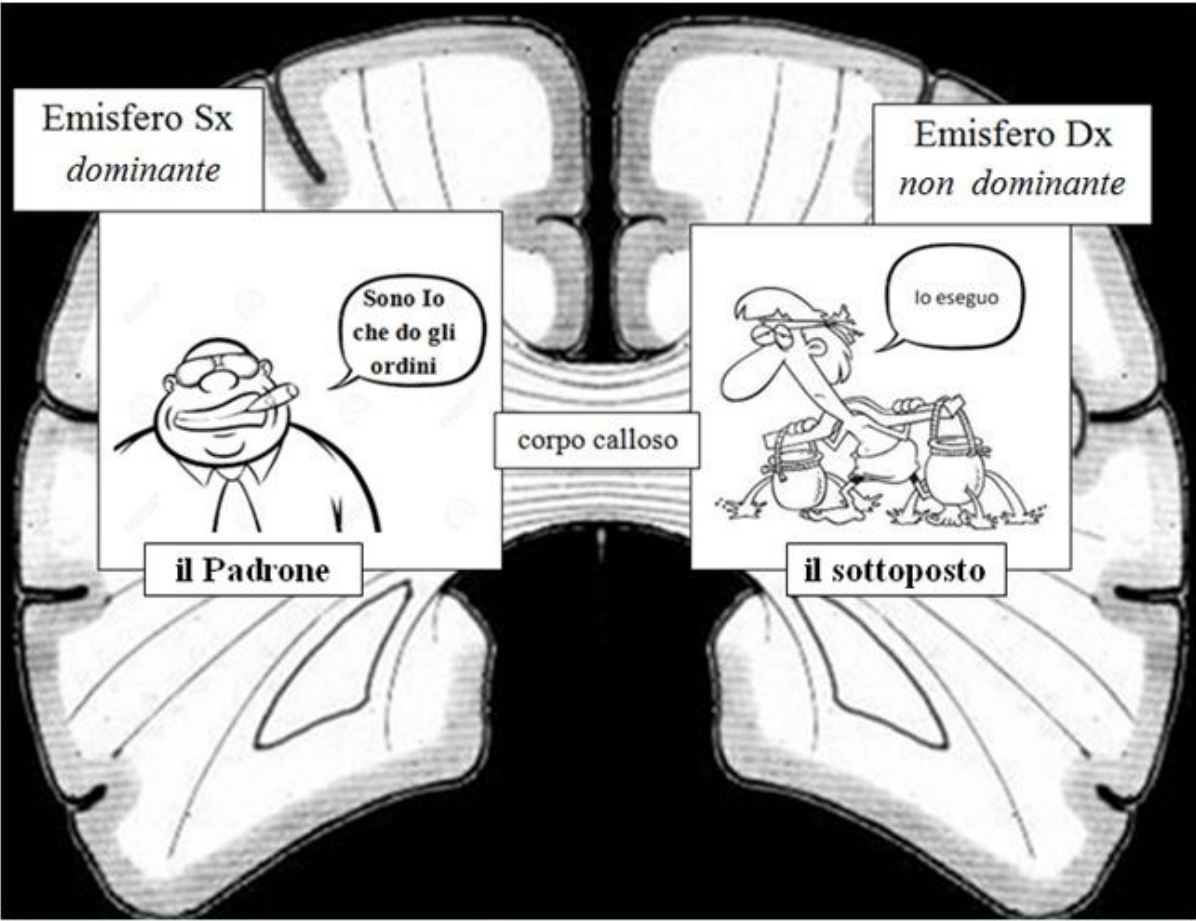 Emisfero Sx
dominante
Emisfero Dx
non dominante
Sono Io
che do gli
ordini
Io eseguo
corpo calloso
il Padrone
il sottoposto